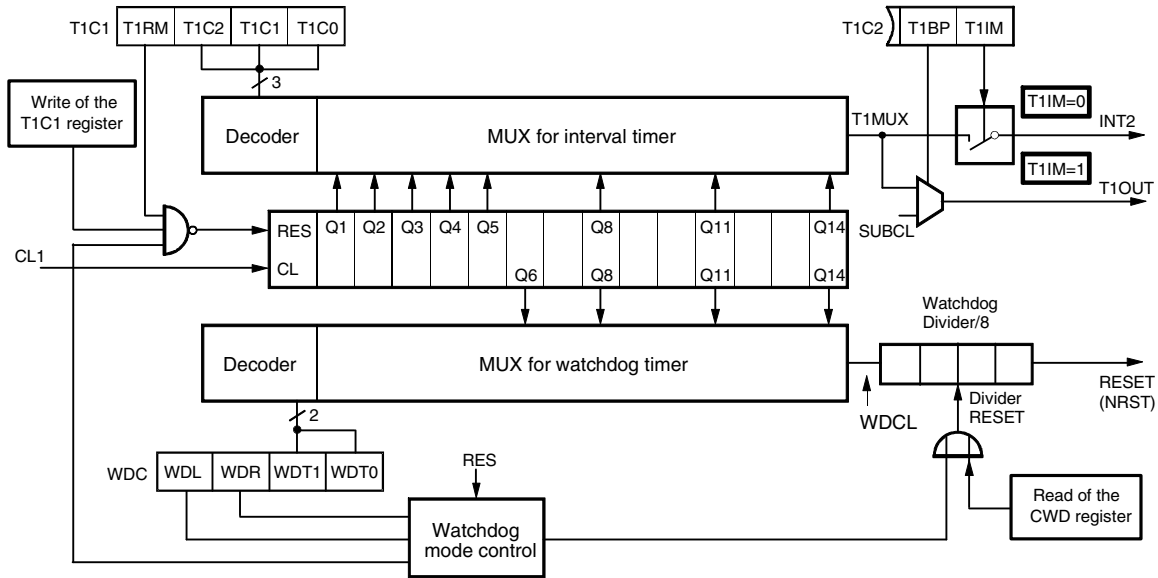 T1C1 T1RM T1C2 T1C1 T1C0
T1C2 T1BP T1IM
3
Write of the
T1C1 register
Decoder
MUX for interval timer
T1MUX
T1IM=0
INT2
T1IM=1
T1OUT
SUBCL
RES Q1 Q2 Q3 Q4 Q5 Q8 Q11 Q14
CL1
CL Q6 Q8 Q11 Q14
Watchdog
Divider/8
Decoder
MUX for watchdog timer
RESET
(NRST)
Divider
RESET
WDCL
2
WDC WDL WDR WDT1 WDT0
RES
Watchdog
mode control
Read of the
CWD register